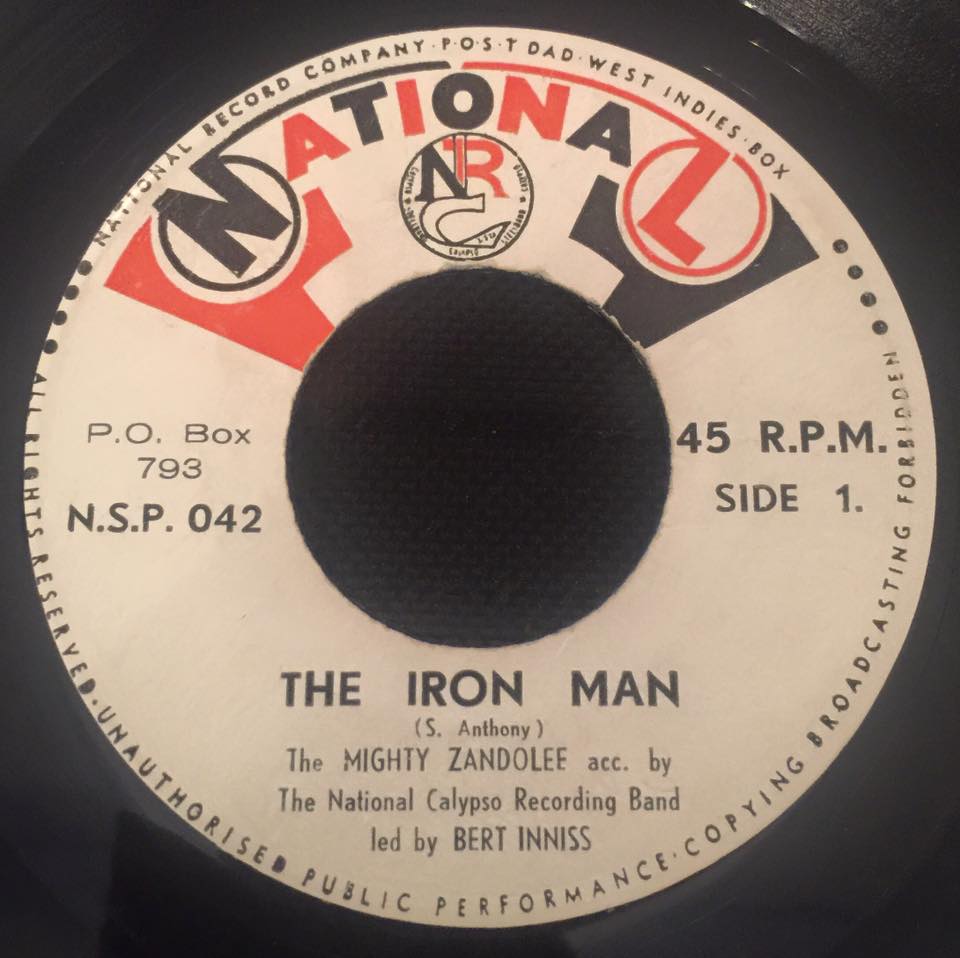 NATIONAL RECORD COMPANY · P·O·S·T DAD · WEST INDIES · BOX
NATIONAL
NRC
P.O. Box
793
N.S.P. 042
45 R.P.M.
SIDE 1.
THE IRON MAN
(S. Anthony)
The MIGHTY ZANDOLEE acc. by
The National Calypso Recording Band
led by BERT INNISS
ALL RIGHTS RESERVED. UNAUTHORISED PUBLIC PERFORMANCE · COPYING BROADCASTING FORBIDDEN